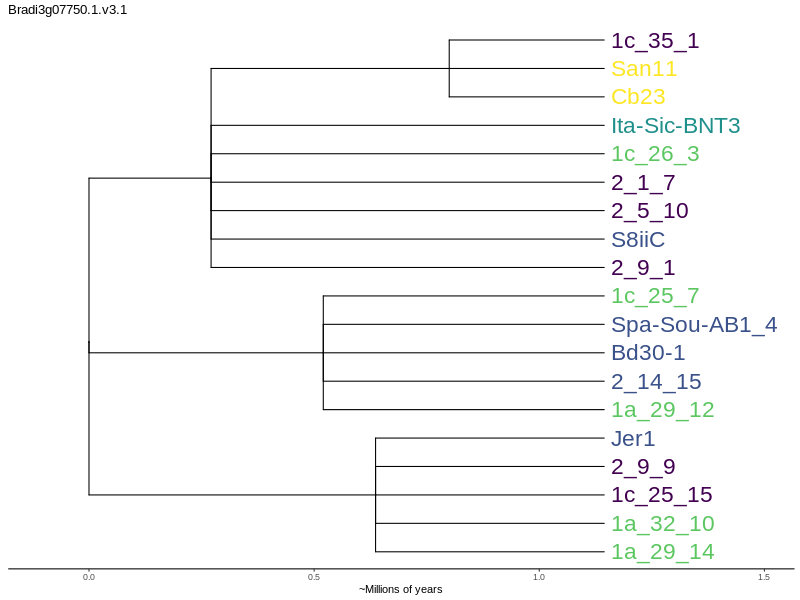 Bradi3g07750.1.v3.1
1c_35_1
San11
Cb23
Ita-Sic-BNT3
1c_26_3
2_1_7
2_5_10
S8iiC
2_9_1
1c_25_7
Spa-Sou-AB1_4
Bd30-1
2_14_15
1a_29_12
Jer1
2_9_9
1c_25_15
1a_32_10
1a_29_14
0.0 0.5 1.0 1.5
~Millions of years